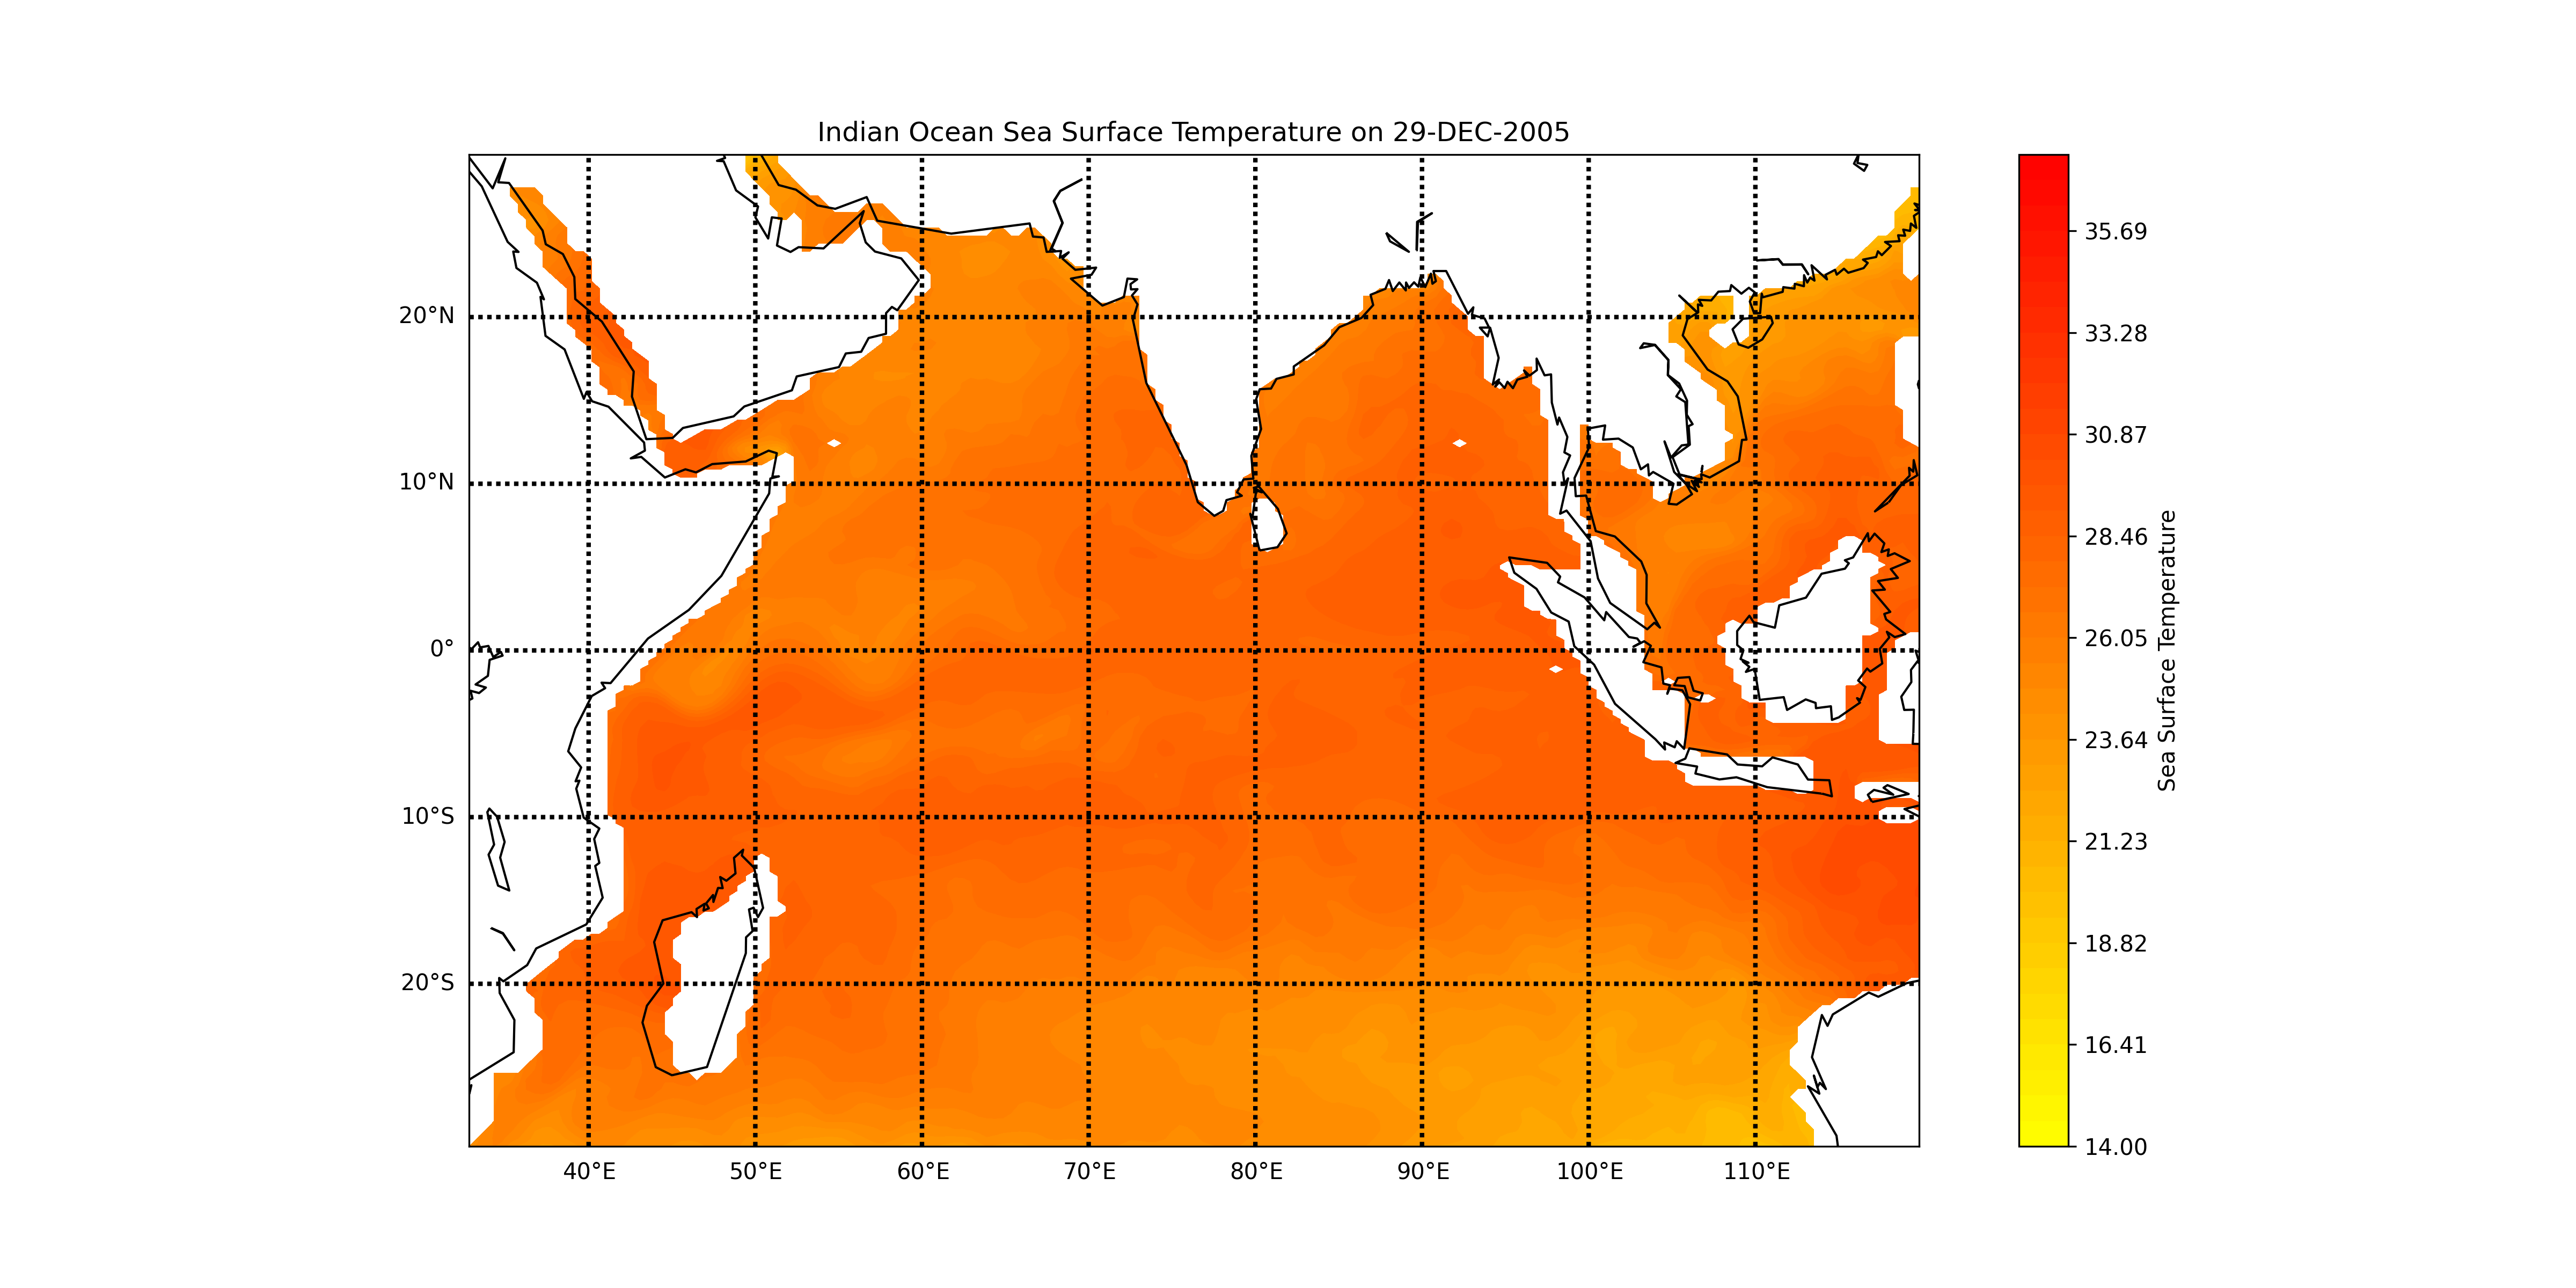 Indian Ocean Sea Surface Temperature on 29-DEC-2005
20°N
10°N
0°
10°S
20°S
40°E
50°E
60°E
70°E
80°E
90°E
100°E
110°E
35.69
33.28
30.87
28.46
26.05
23.64
21.23
18.82
16.41
14.00
Sea Surface Temperature